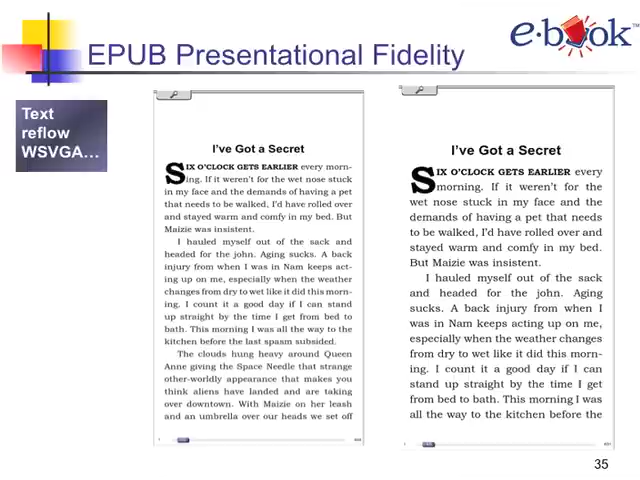 EPUB Presentational Fidelity
e·book™
Text
reflow
WSVGA…
I've Got a Secret
SIX O'CLOCK GETS EARLIER every morn-
ing. If it weren't for the wet nose stuck
in my face and the demands of having a pet
that needs to be walked, I'd have rolled over
and stayed warm and comfy in my bed. But
Maizie was insistent.
I hauled myself out of the sack and
headed for the john. Aging sucks. A back
injury from when I was in Nam keeps act-
ing up on me, especially when the weather
changes from dry to wet like it did this morn-
ing. I count it a good day if I can stand
up straight by the time I get from bed to
bath. This morning I was all the way to the
kitchen before the last spasm subsided.
The clouds hung heavy around Queen
Anne giving the Space Needle that strange
other-worldly appearance that makes you
think aliens have landed and are taking
over downtown. With Maizie on her leash
and an umbrella over our heads we set off
1
I've Got a Secret
SIX O'CLOCK GETS EARLIER every
morning. If it weren't for the
wet nose stuck in my face and the
demands of having a pet that needs
to be walked, I'd have rolled over and
stayed warm and comfy in my bed.
But Maizie was insistent.
I hauled myself out of the sack
and headed for the john. Aging
sucks. A back injury from when I
was in Nam keeps acting up on me,
especially when the weather changes
from dry to wet like it did this morn-
ing. I count it a good day if I can
stand up straight by the time I get
from bed to bath. This morning I was
all the way to the kitchen before the
1
35